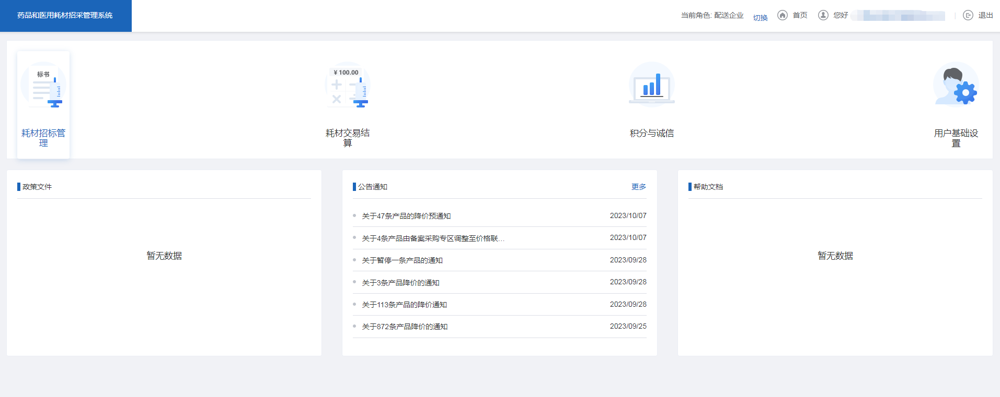 药品和医用耗材招采管理系统
当前角色: 配送企业 切换 首页 您好 退出
标书
¥ 100.00
耗材招标管
理
耗材交易结
算
积分与诚信
用户基础设
置
政策文件
暂无数据
公告通知 更多
关于47条产品的降价预通知 2023/10/07
关于4条产品由备案采购专区调整至价格联... 2023/10/07
关于暂停一条产品的通知 2023/09/28
关于3条产品降价的通知 2023/09/28
关于113条产品的降价通知 2023/09/28
关于872条产品降价的通知 2023/09/25
帮助文档
暂无数据